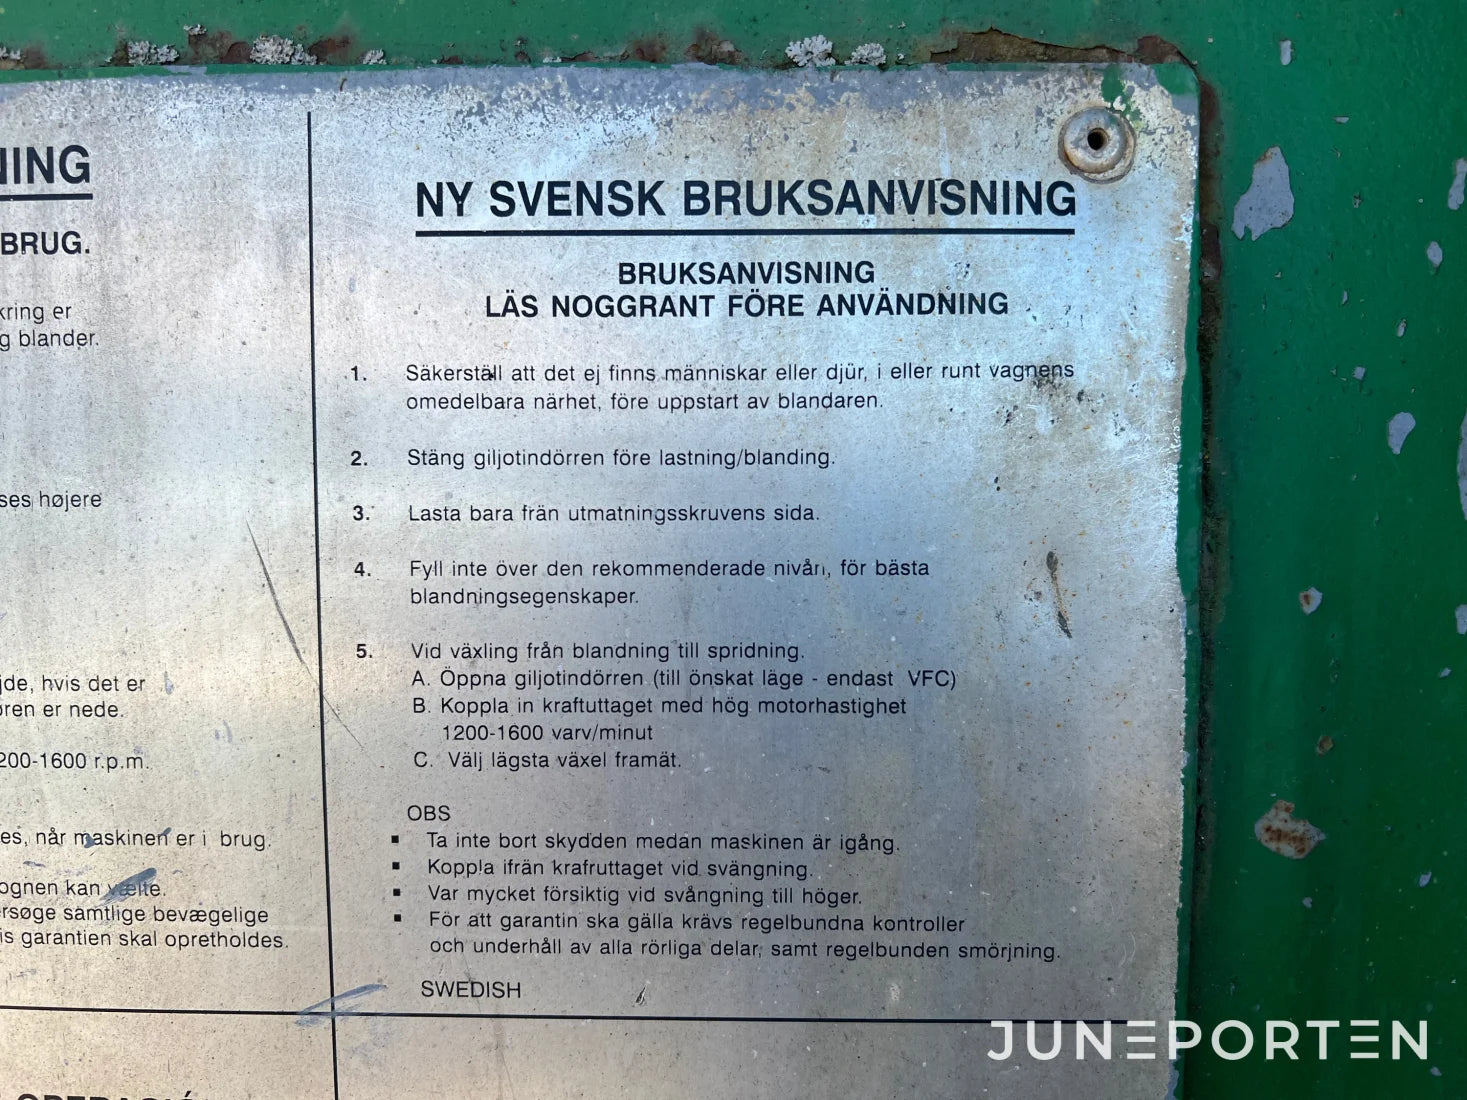 NING
BRUG.
kring er
g blander.
ses højere
jde, hvis det er
øren er nede.
200-1600 r.p.m.
es, når maskinen er i brug.
ognen kan vælte.
ersøge samtlige bevægelige
is garantien skal opretholdes.
NY SVENSK BRUKSANVISNING
BRUKSANVISNING
LÄS NOGGRANT FÖRE ANVÄNDNING
1. Säkerställ att det ej finns människar eller djür, i eller runt vagnens
omedelbara närhet, före uppstart av blandaren.
2. Stäng giljotindörren före lastning/blanding.
3. Lasta bara frän utmatningsskruvens sida.
4. Fyll inte över den rekommenderade nivån, för bästa
blandningsegenskaper.
5. Vid växling från blandning till spridning.
A. Öppna giljotindörren (till önskat läge - endast VFC)
B. Koppla in kraftuttaget med hög motorhastighet
1200-1600 varv/minut
C. Välj lägsta växel framät.
OBS
▪ Ta inte bort skydden medan maskinen är igång.
▪ Koppla ifrän krafruttaget vid svängning.
▪ Var mycket försiktig vid svångning till höger.
▪ För att garantin ska gälla krävs regelbundna kontroller
och underhåll av alla rörliga delar, samt regelbunden smörjning.
SWEDISH
JUNEPORTEN